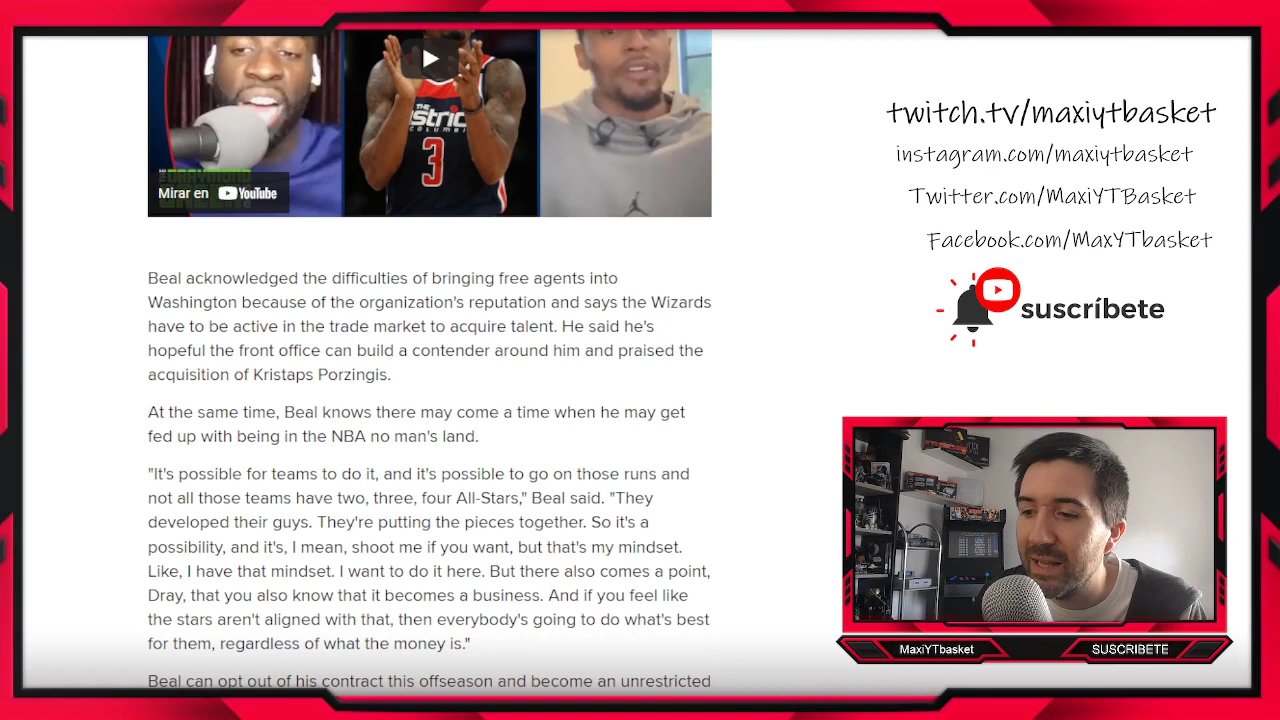 THE
istric
COLUMBI
3
Mirar en YouTube
Beal acknowledged the difficulties of bringing free agents into
Washington because of the organization's reputation and says the Wizards
have to be active in the trade market to acquire talent. He said he's
hopeful the front office can build a contender around him and praised the
acquisition of Kristaps Porzingis.
At the same time, Beal knows there may come a time when he may get
fed up with being in the NBA no man's land.
"It's possible for teams to do it, and it's possible to go on those runs and
not all those teams have two, three, four All-Stars," Beal said. "They
developed their guys. They're putting the pieces together. So it's a
possibility, and it's, I mean, shoot me if you want, but that's my mindset.
Like, I have that mindset. I want to do it here. But there also comes a point,
Dray, that you also know that it becomes a business. And if you feel like
the stars aren't aligned with that, then everybody's going to do what's best
for them, regardless of what the money is."
Beal can opt out of his contract this offseason and become an unrestricted
twitch.tv/maxiytbasket
instagram.com/maxiytbasket
Twitter.com/MaxiYTBasket
Facebook.com/MaxYTbasket
suscríbete
MaxiYTbasket
SUSCRIBETE